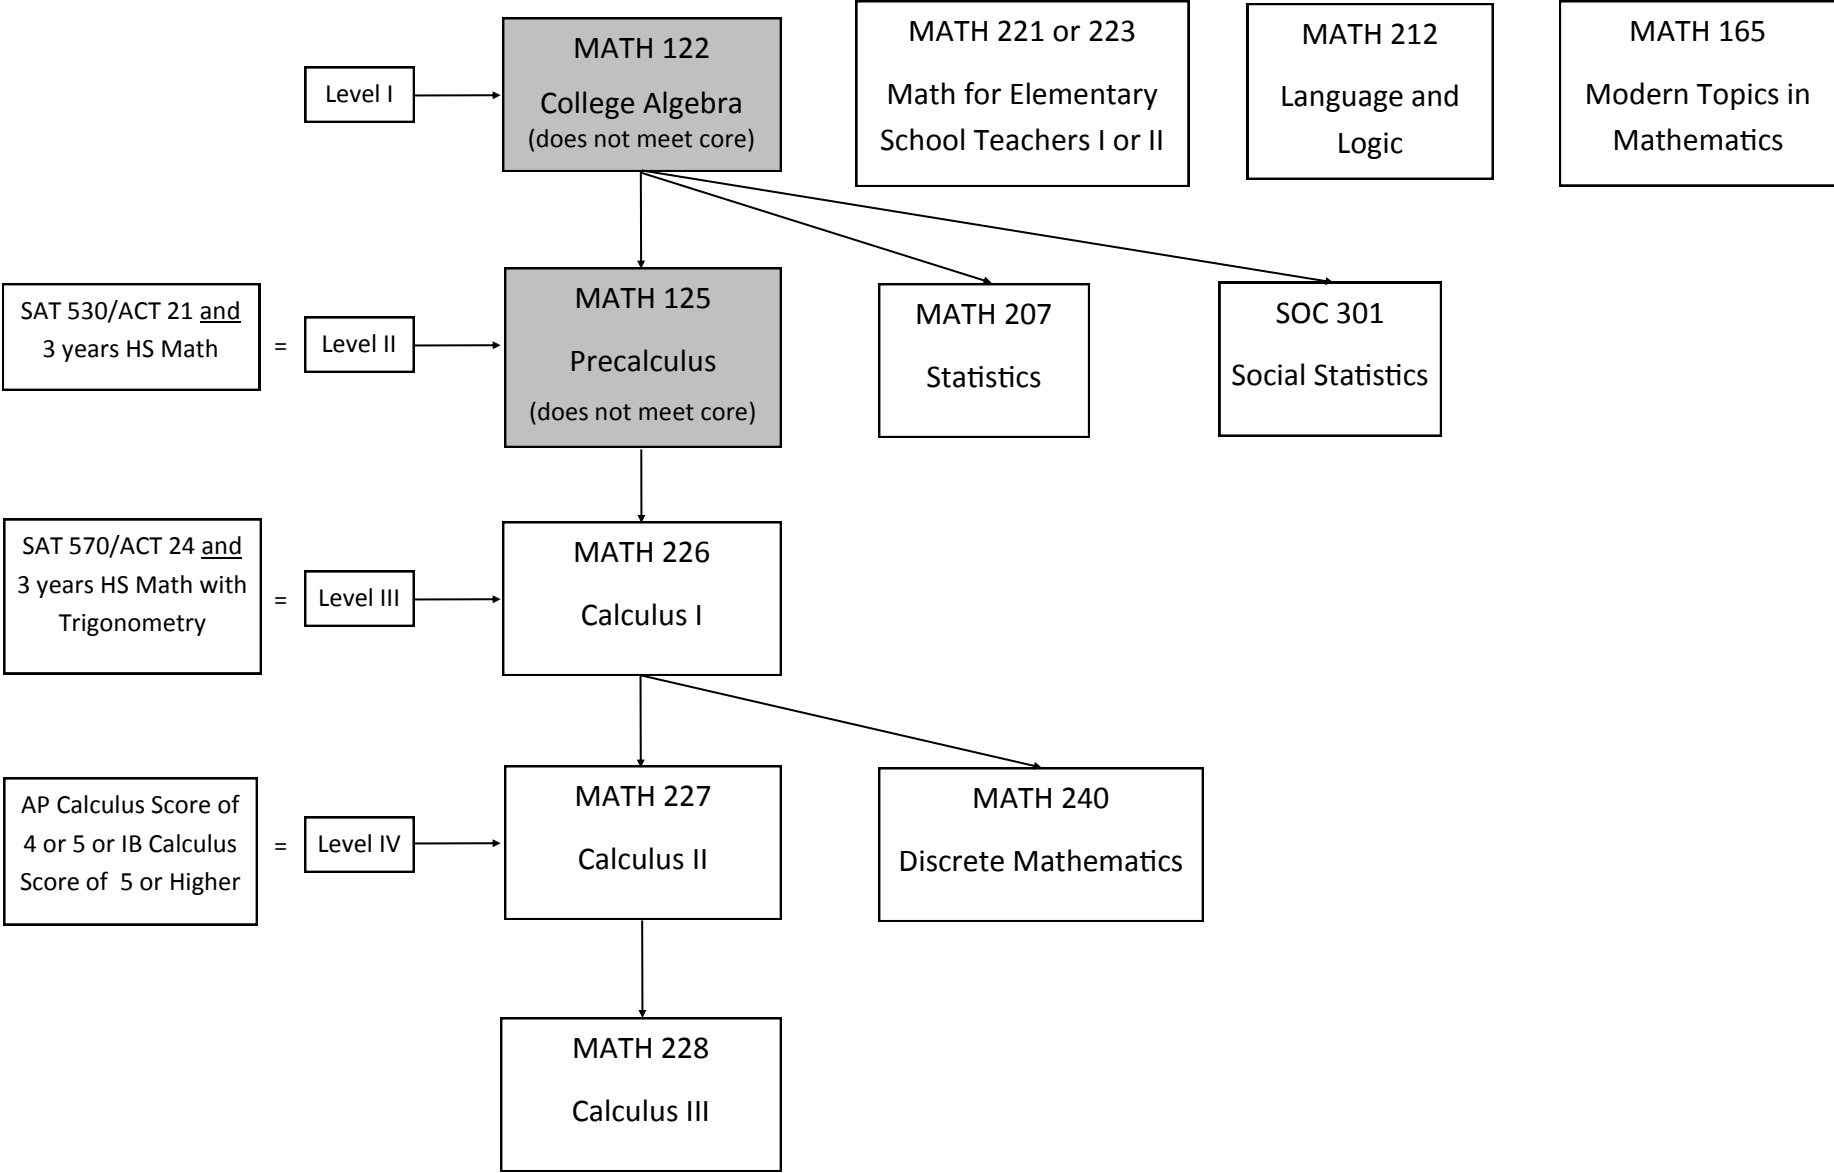 Level I
MATH 122
College Algebra
(does not meet core)
MATH 221 or 223
Math for Elementary
School Teachers I or II
MATH 212
Language and
Logic
MATH 165
Modern Topics in
Mathematics
SAT 530/ACT 21 and
3 years HS Math
=
Level II
MATH 125
Precalculus
(does not meet core)
MATH 207
Statistics
SOC 301
Social Statistics
SAT 570/ACT 24 and
3 years HS Math with
Trigonometry
=
Level III
MATH 226
Calculus I
AP Calculus Score of
4 or 5 or IB Calculus
Score of 5 or Higher
=
Level IV
MATH 227
Calculus II
MATH 240
Discrete Mathematics
MATH 228
Calculus III